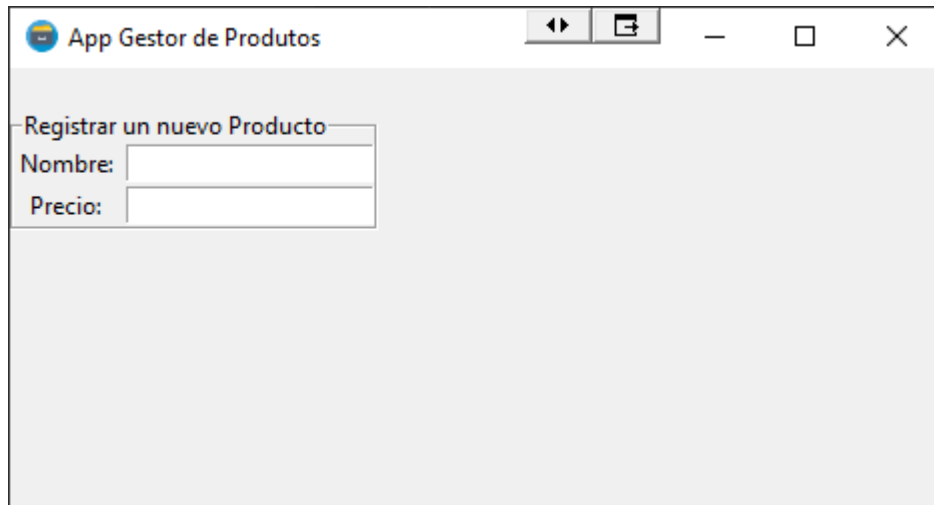 App Gestor de Produtos
Registrar un nuevo Producto
Nombre:
Precio: